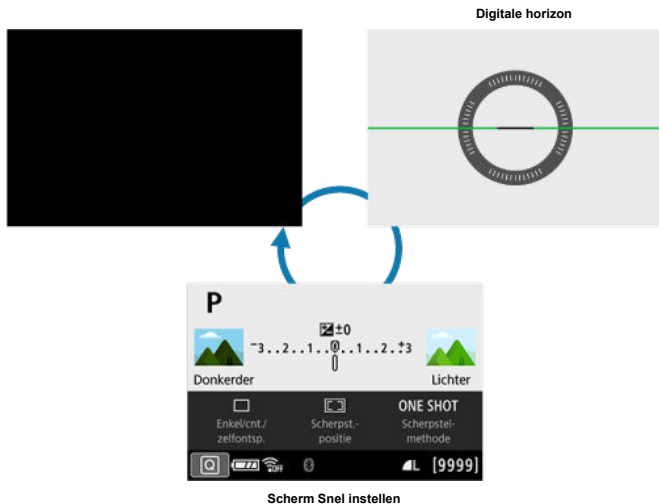 Digitale horizon
P
±0
-3..2..1..0..1..2.:+3
Donkerder
Lichter
Enkel/cnt./
zelfontsp.
Scherpst.-
positie
ONE SHOT
Scherpstel-
methode
Q
OFF
L
[9999]
Scherm Snel instellen